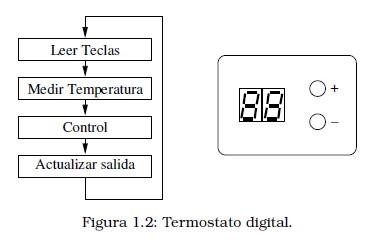 Leer Teclas
Medir Temperatura
Control
Actualizar salida
88
+
−
Figura 1.2: Termostato digital.